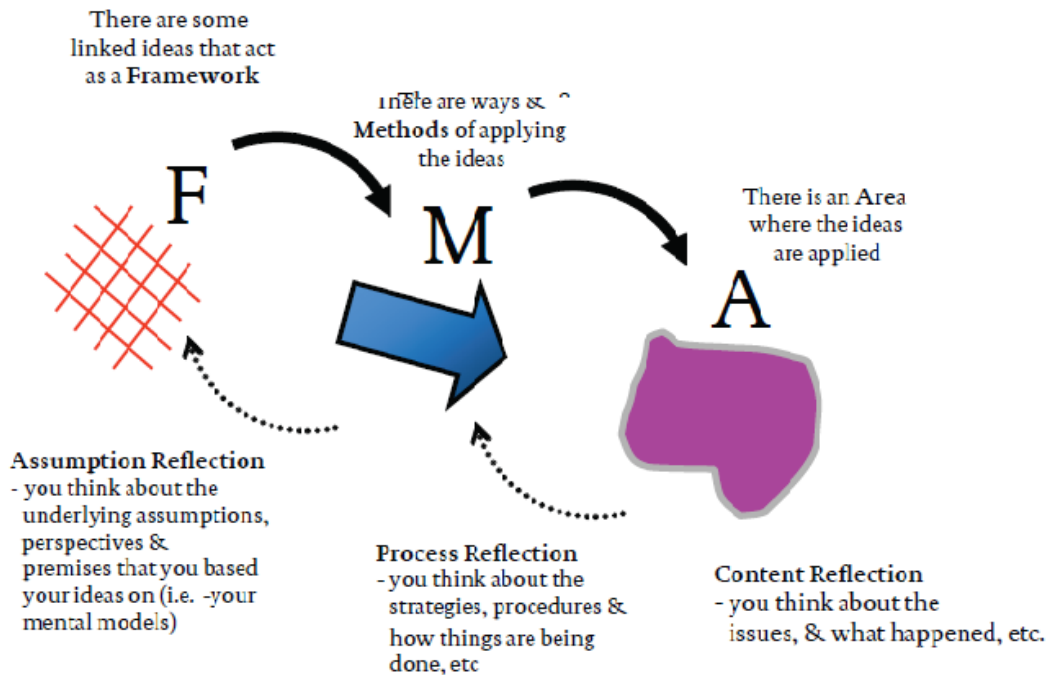 There are some
linked ideas that act
as a Framework
There are ways &
Methods of applying
the ideas
There is an Area
where the ideas
are applied
F
M
A
Assumption Reflection
- you think about the
underlying assumptions,
perspectives &
premises that you based
your ideas on (i.e. -your
mental models)
Process Reflection
- you think about the
strategies, procedures &
how things are being
done, etc
Content Reflection
- you think about the
issues, & what happened, etc.